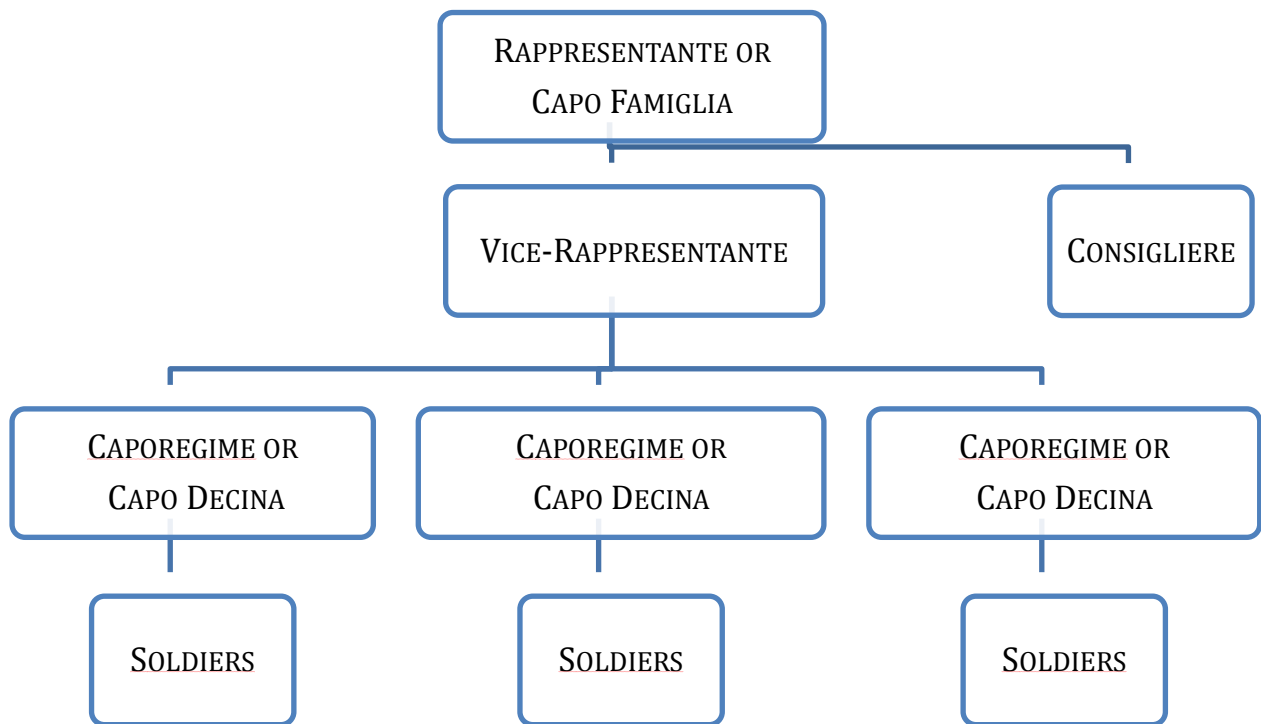 RAPPRESENTANTE OR
CAPO FAMIGLIA
VICE-RAPPRESENTANTE
CONSIGLIERE
CAPOREGIME OR
CAPO DECINA
CAPOREGIME OR
CAPO DECINA
CAPOREGIME OR
CAPO DECINA
SOLDIERS
SOLDIERS
SOLDIERS